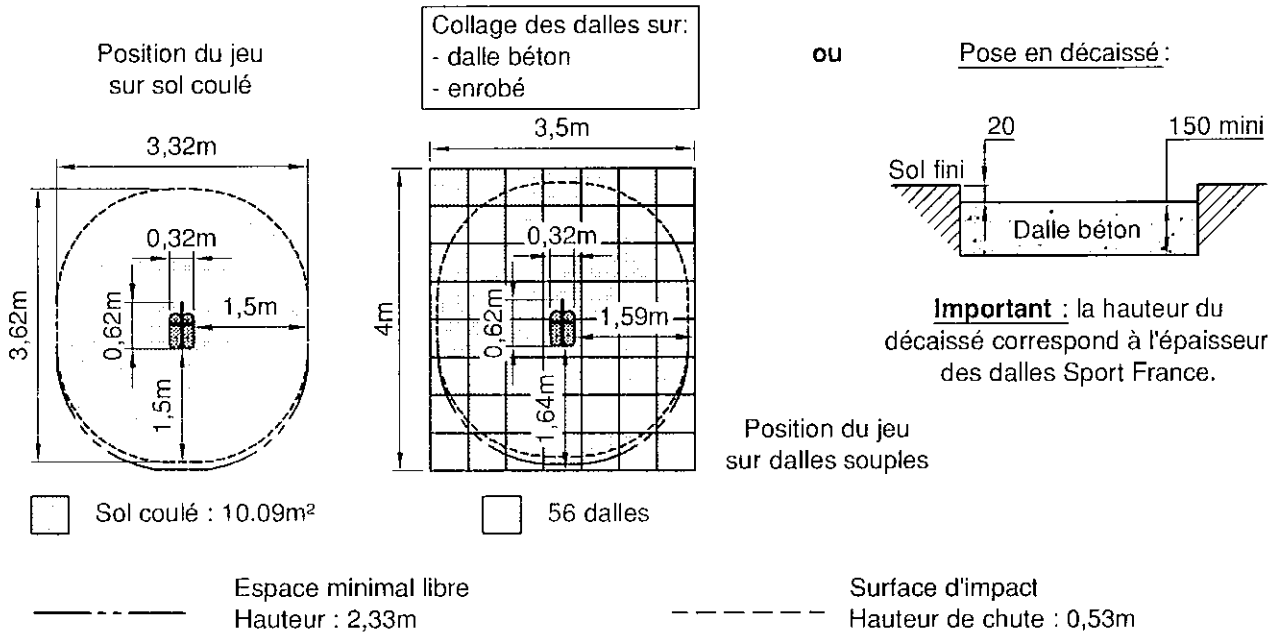 Position du jeu
sur sol coulé
3,32m
3,62m
0,32m
0,62m
1,5m
1,5m
Sol coulé : 10.09m²
Collage des dalles sur:
- dalle béton
- enrobé
3,5m
4m
0,32m
0,62m
1,59m
1,64m
56 dalles
Position du jeu
sur dalles souples
ou
Pose en décaissé :
20
150 mini
Sol fini
Dalle béton
Important : la hauteur du
décaissé correspond à l'épaisseur
des dalles Sport France.
Espace minimal libre
Hauteur : 2,33m
Surface d'impact
Hauteur de chute : 0,53m